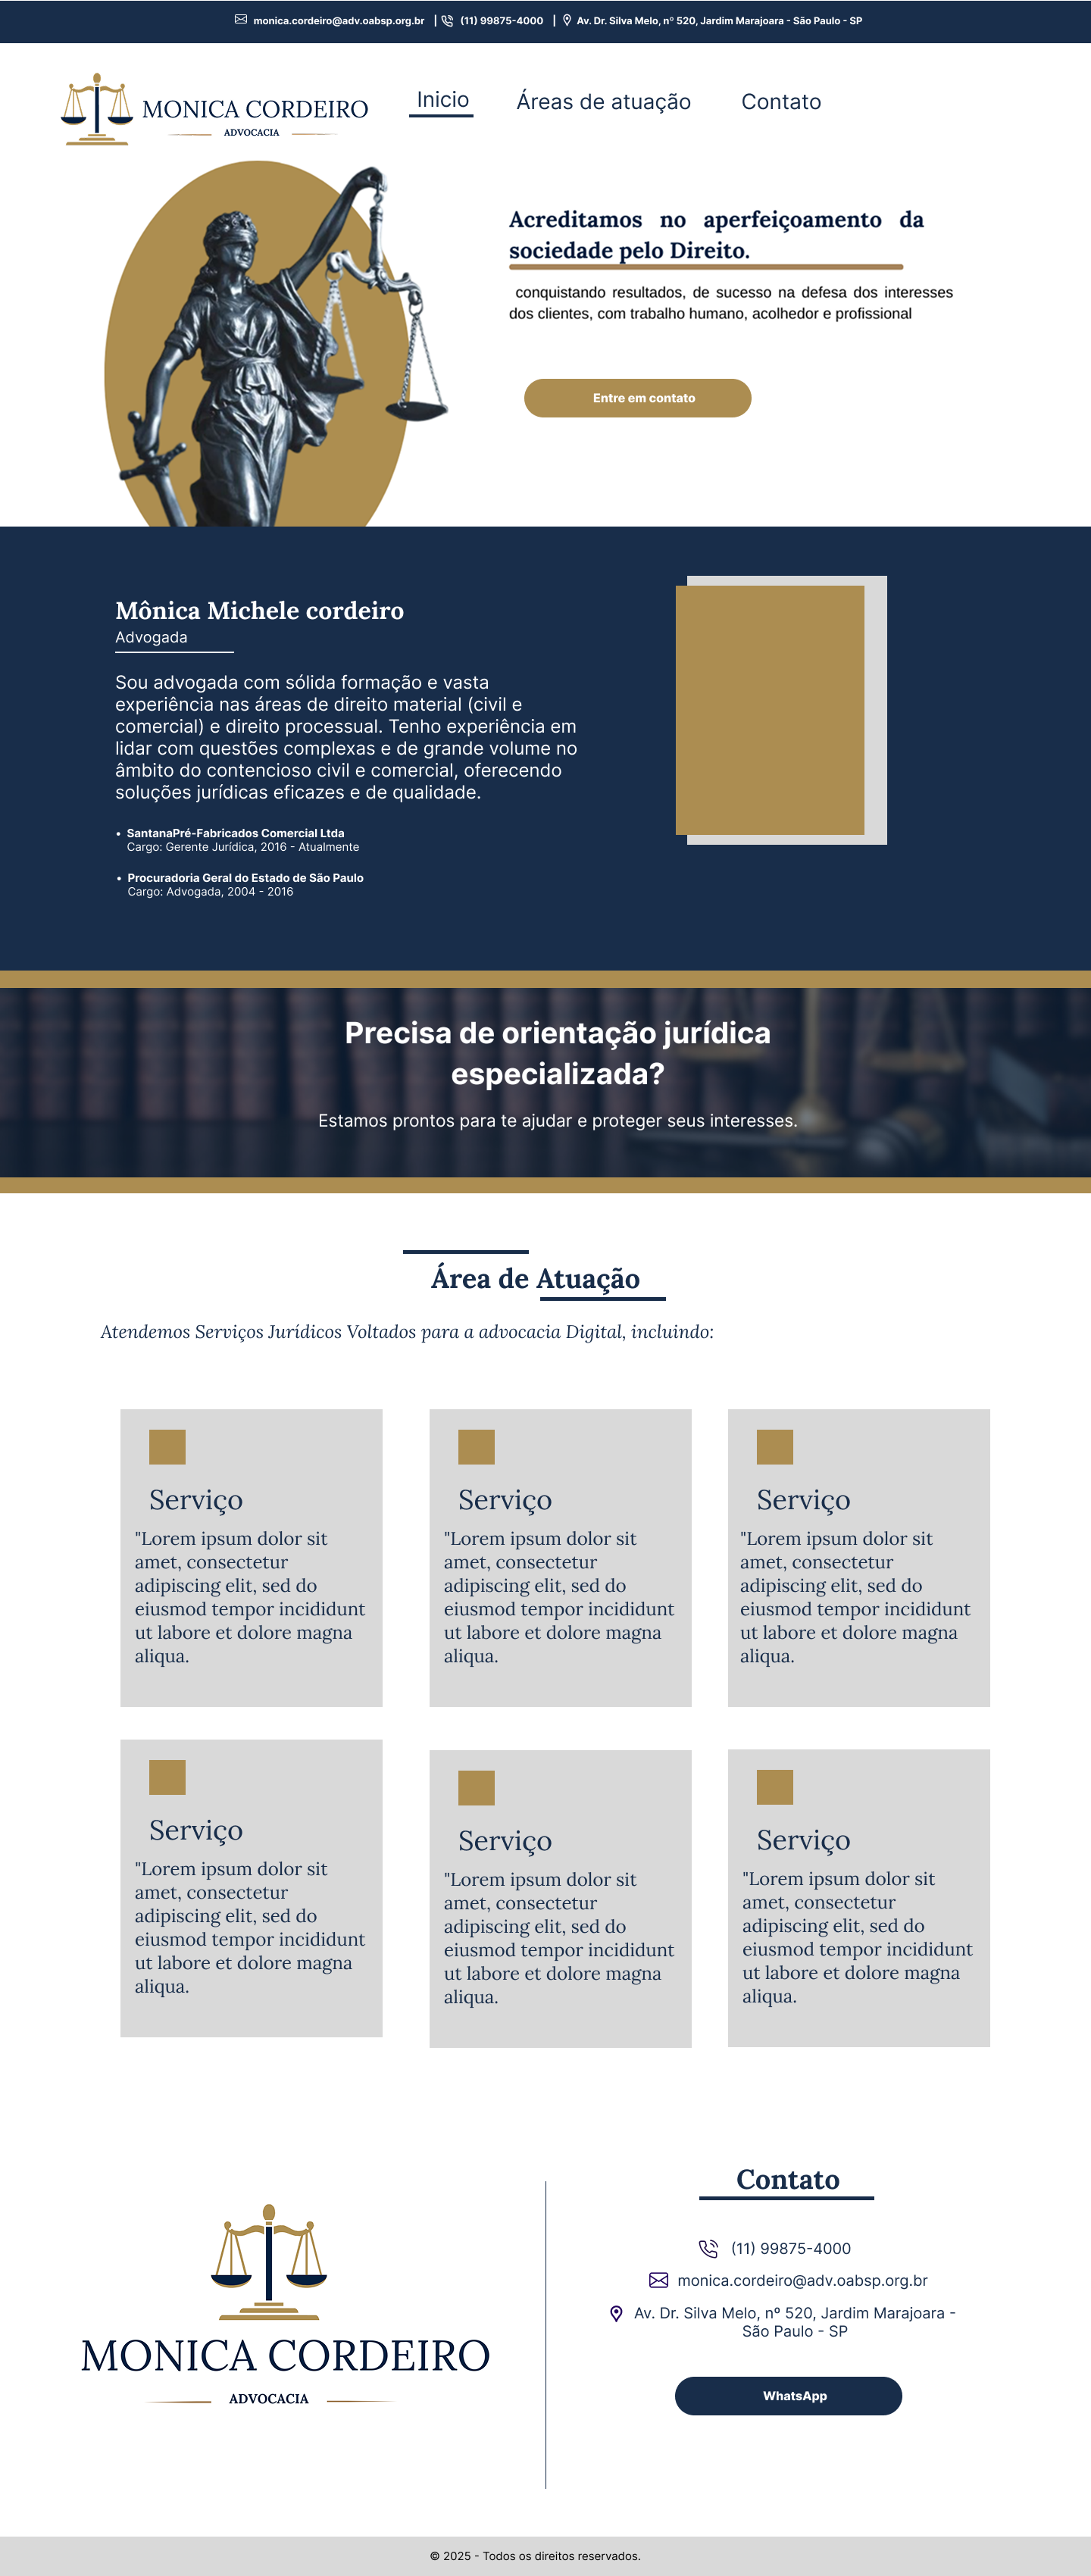 monica.cordeiro@adv.oabsp.org.br | (11) 99875-4000 | Av. Dr. Silva Melo, nº 520, Jardim Marajoara - São Paulo - SP
MONICA CORDEIRO
ADVOCACIA
Inicio
Áreas de atuação
Contato
Acreditamos no aperfeiçoamento da
sociedade pelo Direito.
conquistando resultados, de sucesso na defesa dos interesses
dos clientes, com trabalho humano, acolhedor e profissional
Entre em contato
Mônica Michele cordeiro
Advogada
Sou advogada com sólida formação e vasta
experiência nas áreas de direito material (civil e
comercial) e direito processual. Tenho experiência em
lidar com questões complexas e de grande volume no
âmbito do contencioso civil e comercial, oferecendo
soluções jurídicas eficazes e de qualidade.
• SantanaPré-Fabricados Comercial Ltda
Cargo: Gerente Jurídica, 2016 - Atualmente
• Procuradoria Geral do Estado de São Paulo
Cargo: Advogada, 2004 - 2016
Precisa de orientação jurídica
especializada?
Estamos prontos para te ajudar e proteger seus interesses.
Área de Atuação
Atendemos Serviços Jurídicos Voltados para a advocacia Digital, incluindo:
Serviço
"Lorem ipsum dolor sit
amet, consectetur
adipiscing elit, sed do
eiusmod tempor incididunt
ut labore et dolore magna
aliqua.
Serviço
"Lorem ipsum dolor sit
amet, consectetur
adipiscing elit, sed do
eiusmod tempor incididunt
ut labore et dolore magna
aliqua.
Serviço
"Lorem ipsum dolor sit
amet, consectetur
adipiscing elit, sed do
eiusmod tempor incididunt
ut labore et dolore magna
aliqua.
Serviço
"Lorem ipsum dolor sit
amet, consectetur
adipiscing elit, sed do
eiusmod tempor incididunt
ut labore et dolore magna
aliqua.
Serviço
"Lorem ipsum dolor sit
amet, consectetur
adipiscing elit, sed do
eiusmod tempor incididunt
ut labore et dolore magna
aliqua.
Serviço
"Lorem ipsum dolor sit
amet, consectetur
adipiscing elit, sed do
eiusmod tempor incididunt
ut labore et dolore magna
aliqua.
MONICA CORDEIRO
ADVOCACIA
Contato
(11) 99875-4000
monica.cordeiro@adv.oabsp.org.br
Av. Dr. Silva Melo, nº 520, Jardim Marajoara -
São Paulo - SP
WhatsApp
© 2025 - Todos os direitos reservados.